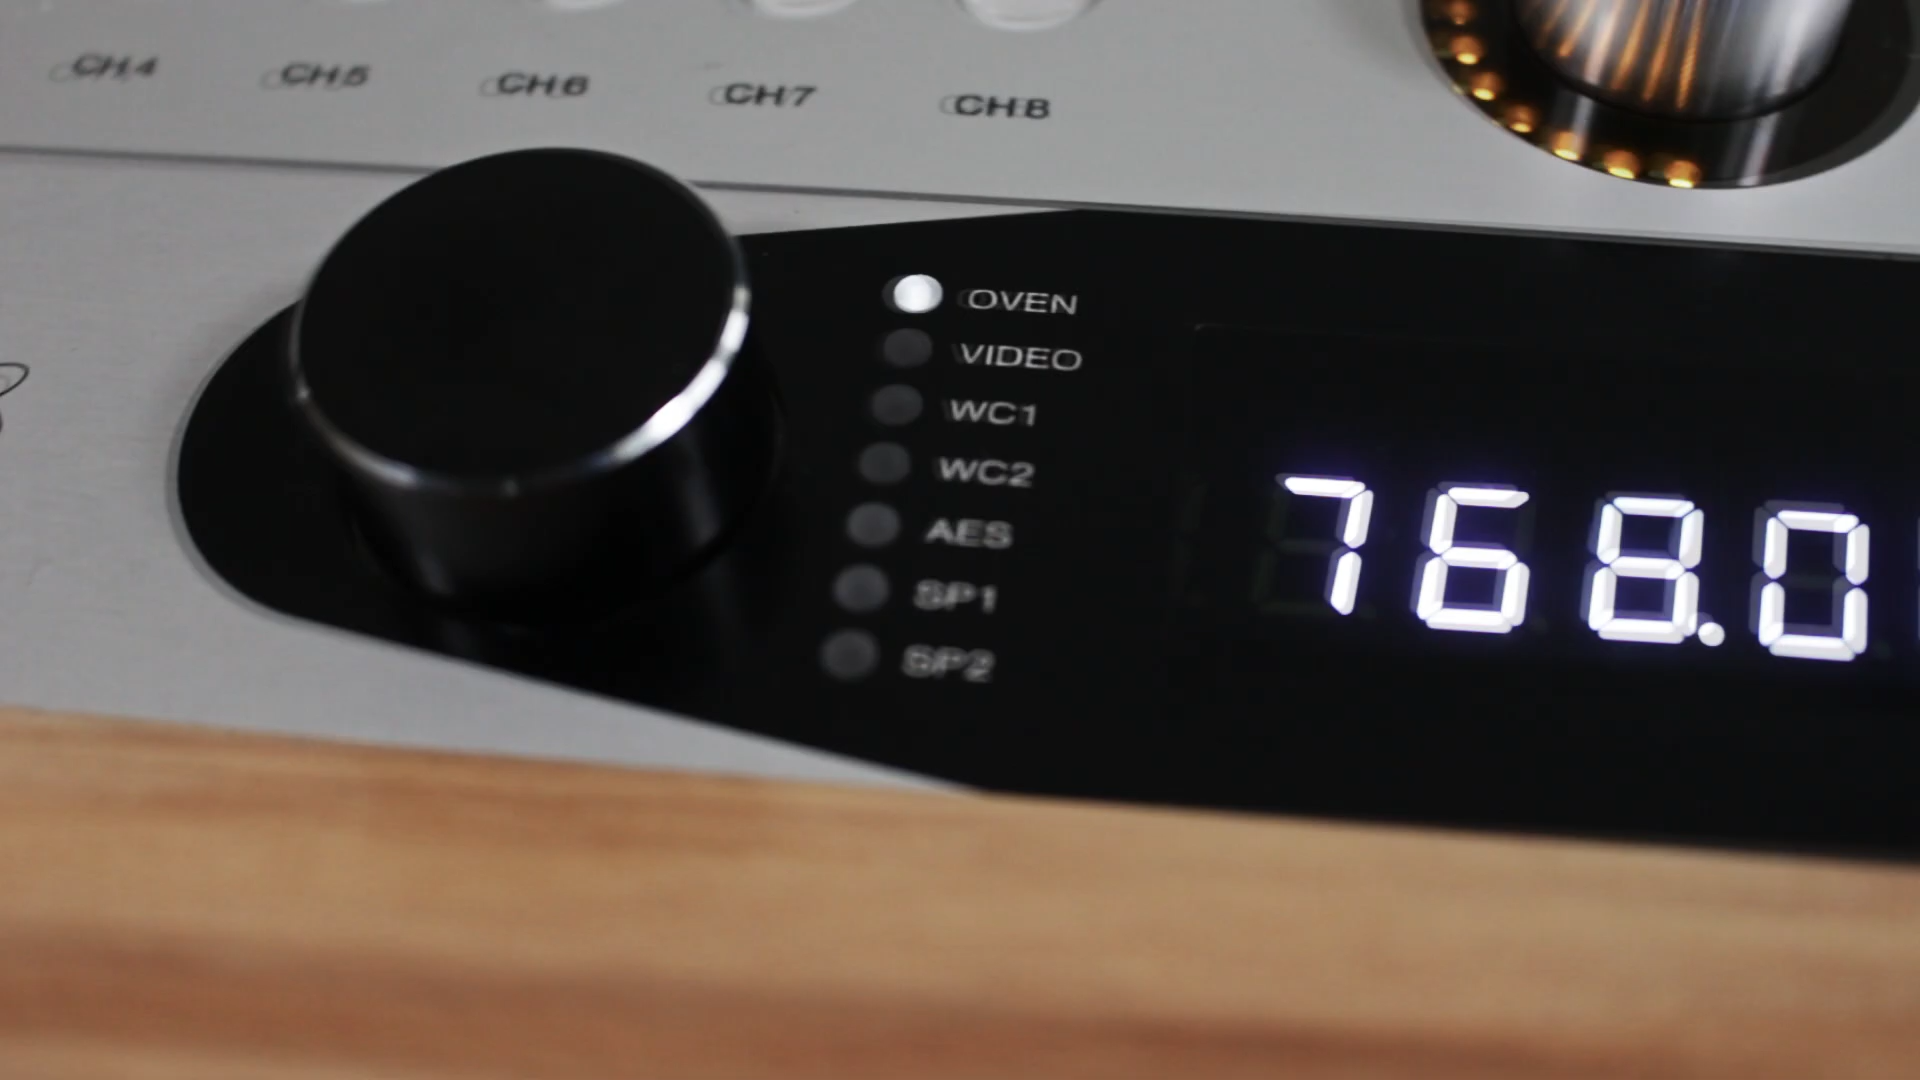 CH4 CH5 CH6 CH7 CH8
OVEN
VIDEO
WC1
WC2
AES
SP1
SP2
768.0